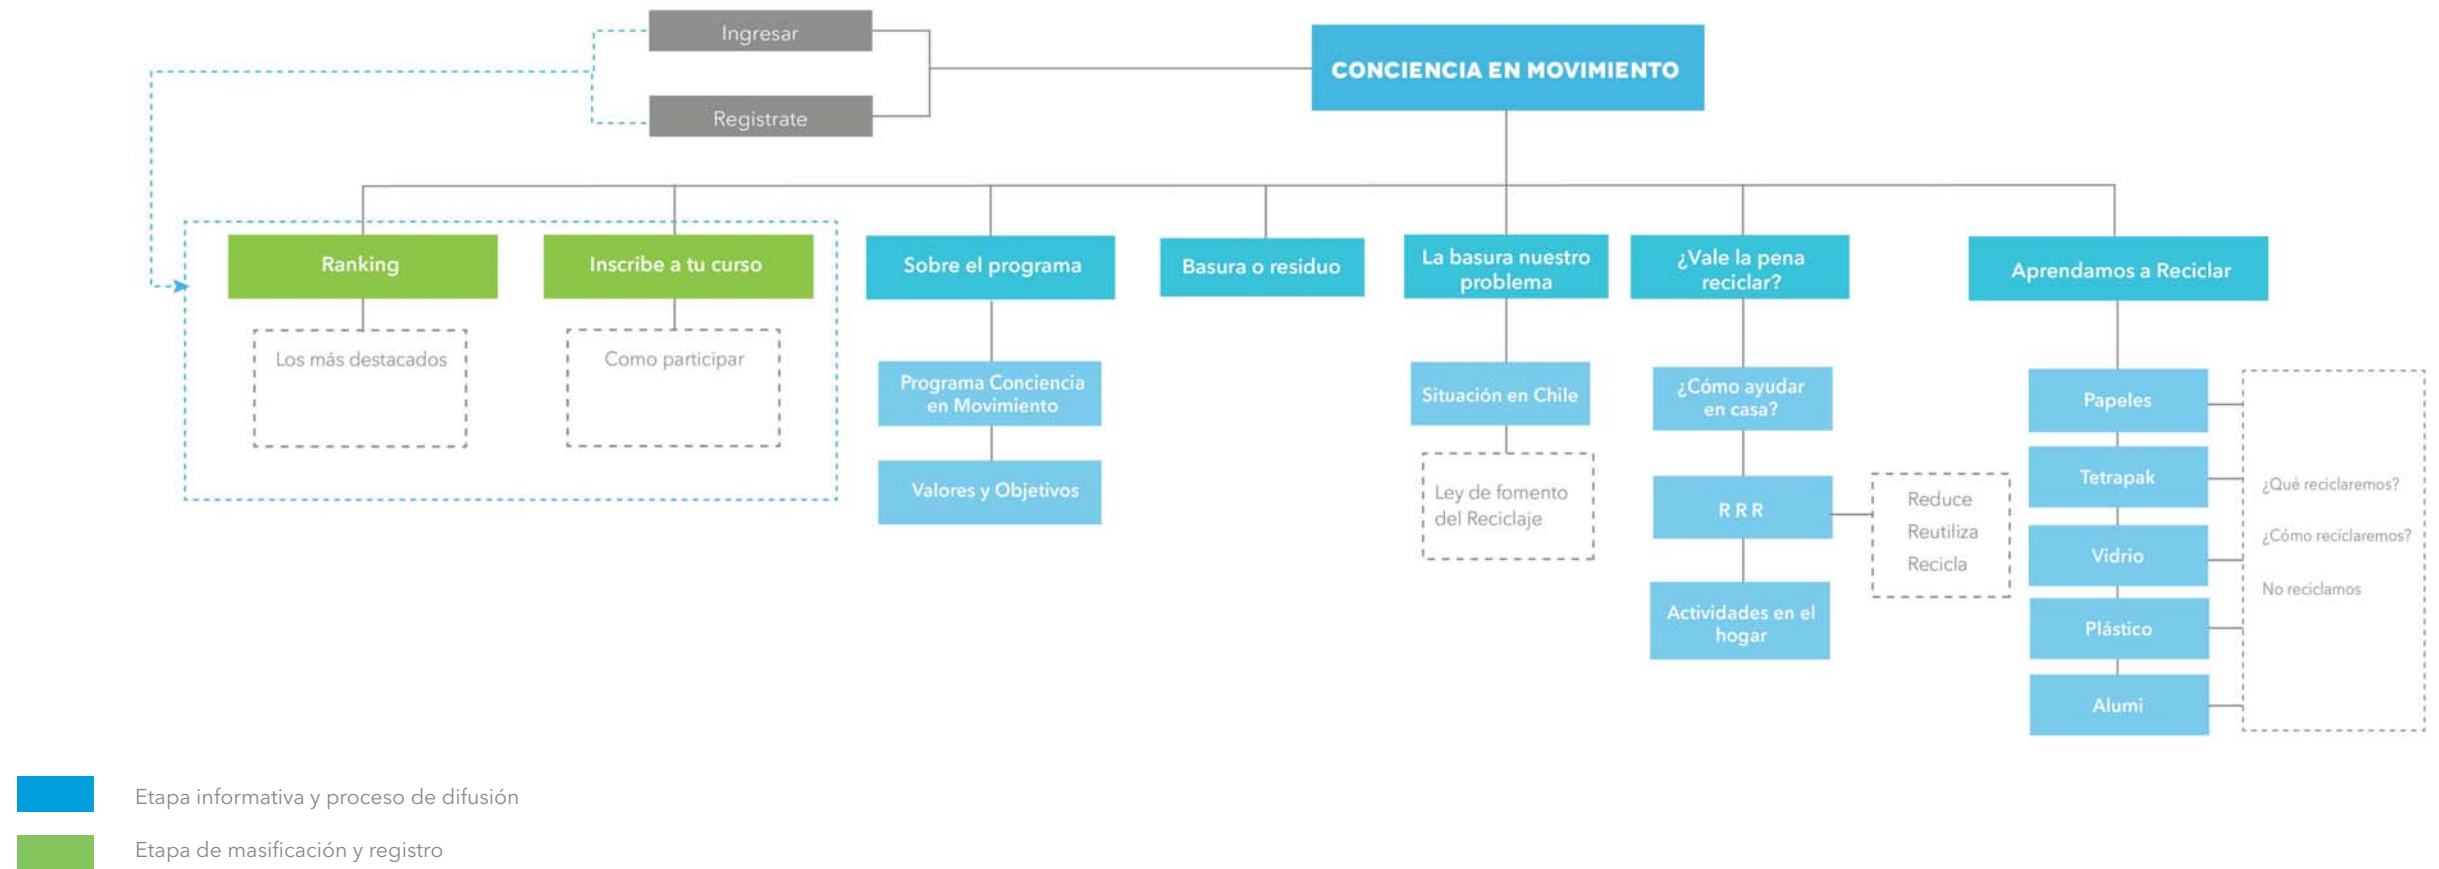 Ingresar
CONCIENCIA EN MOVIMIENTO
Registrate
Ranking
Los más destacados
Inscribe a tu curso
Como participar
Sobre el programa
Programa Conciencia
en Movimiento
Valores y Objetivos
Basura o residuo
La basura nuestro
problema
Situación en Chile
Ley de fomento
del Reciclaje
¿Vale la pena
reciclar?
¿Cómo ayudar
en casa?
R R R
Reduce
Reutiliza
Recicla
Actividades en el
hogar
Aprendamos a Reciclar
Papeles
Tetrapak
Vidrio
Plástico
Alumi
¿Qué reciclaremos?
¿Cómo reciclaremos?
No reciclamos
Etapa informativa y proceso de difusión
Etapa de masificación y registro